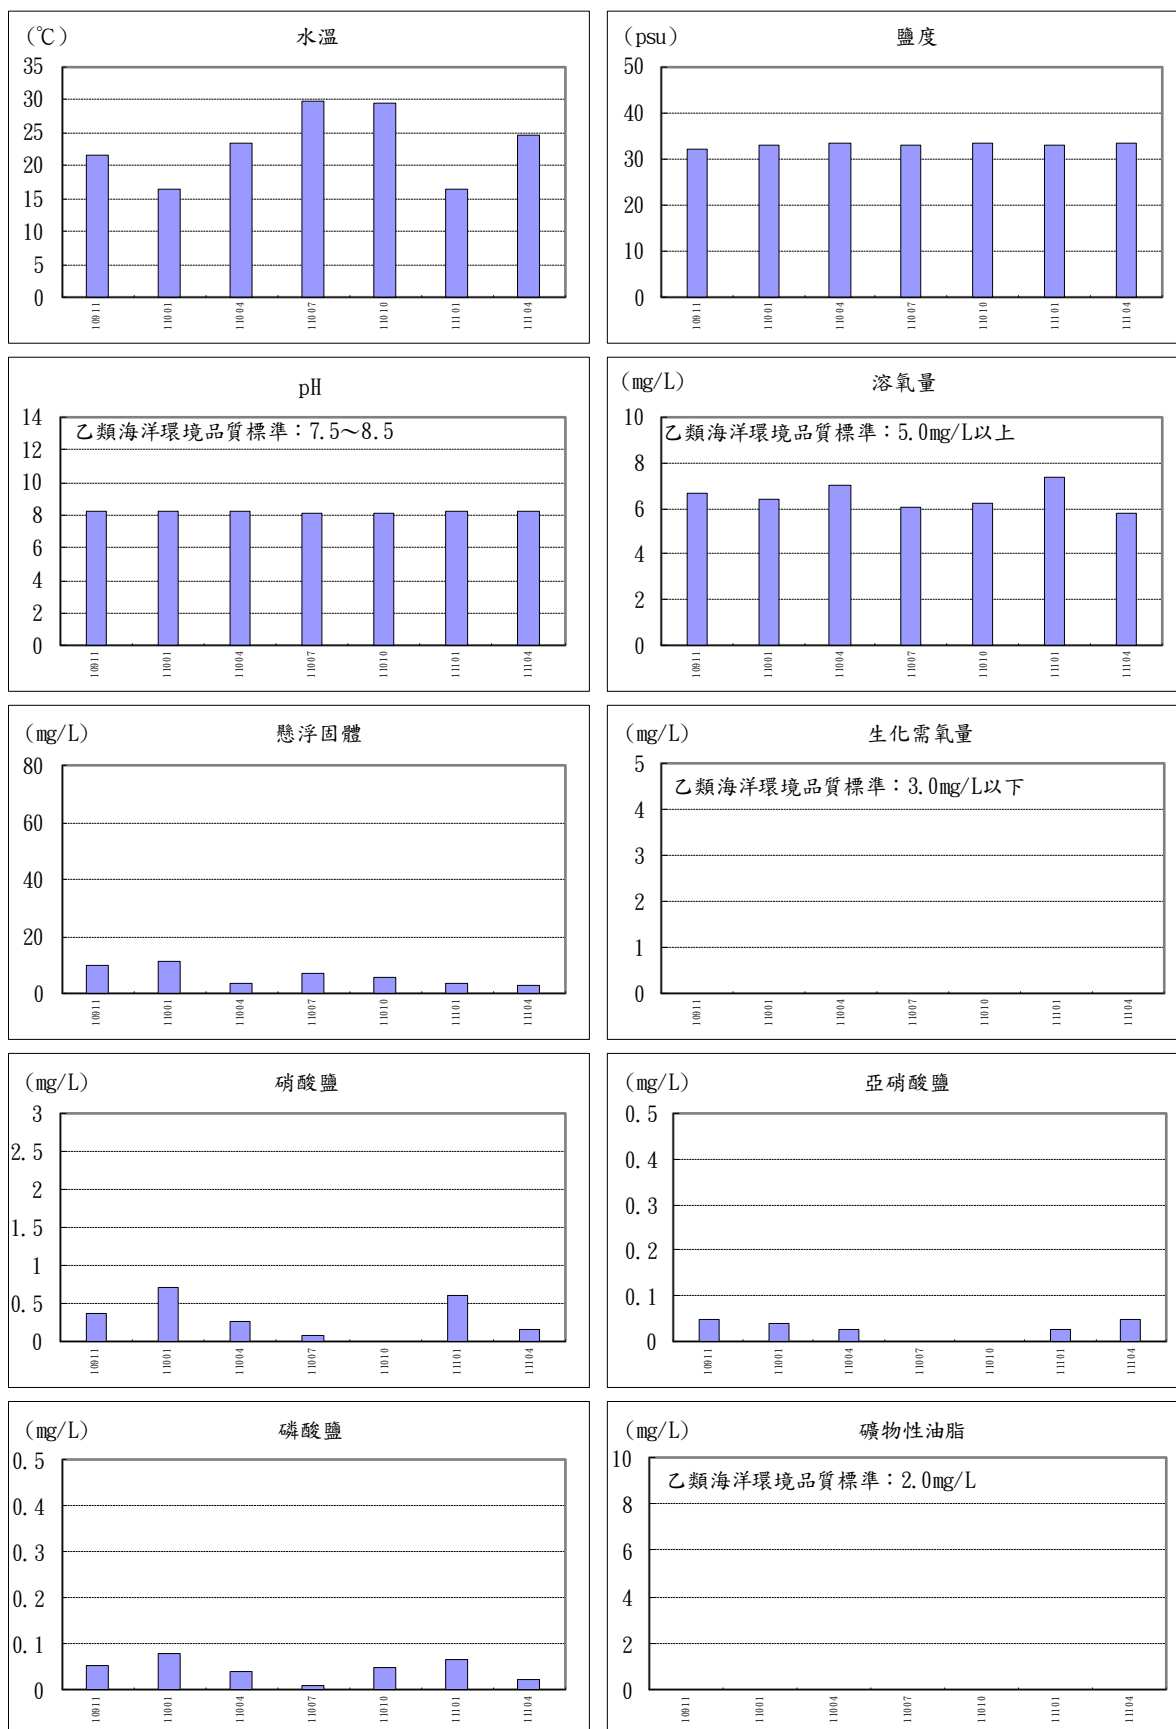 (℃) 水溫
35
30
25
20
15
10
5
0
10911 11001 11004 11007 11010 11101 11104
(psu) 鹽度
50
40
30
20
10
0
10911 11001 11004 11007 11010 11101 11104
pH
14
乙類海洋環境品質標準：7.5~8.5
12
10
8
6
4
2
0
10911 11001 11004 11007 11010 11101 11104
(mg/L) 溶氧量
10
乙類海洋環境品質標準：5.0mg/L以上
8
6
4
2
0
10911 11001 11004 11007 11010 11101 11104
(mg/L) 懸浮固體
80
60
40
20
0
10911 11001 11004 11007 11010 11101 11104
(mg/L) 生化需氧量
5
乙類海洋環境品質標準：3.0mg/L以下
4
3
2
1
0
10911 11001 11004 11007 11010 11101 11104
(mg/L) 硝酸鹽
3
2.5
2
1.5
1
0.5
0
10911 11001 11004 11007 11010 11101 11104
(mg/L) 亞硝酸鹽
0.5
0.4
0.3
0.2
0.1
0
10911 11001 11004 11007 11010 11101 11104
(mg/L) 磷酸鹽
0.5
0.4
0.3
0.2
0.1
0
10911 11001 11004 11007 11010 11101 11104
(mg/L) 礦物性油脂
10
乙類海洋環境品質標準：2.0mg/L
8
6
4
2
0
10911 11001 11004 11007 11010 11101 11104